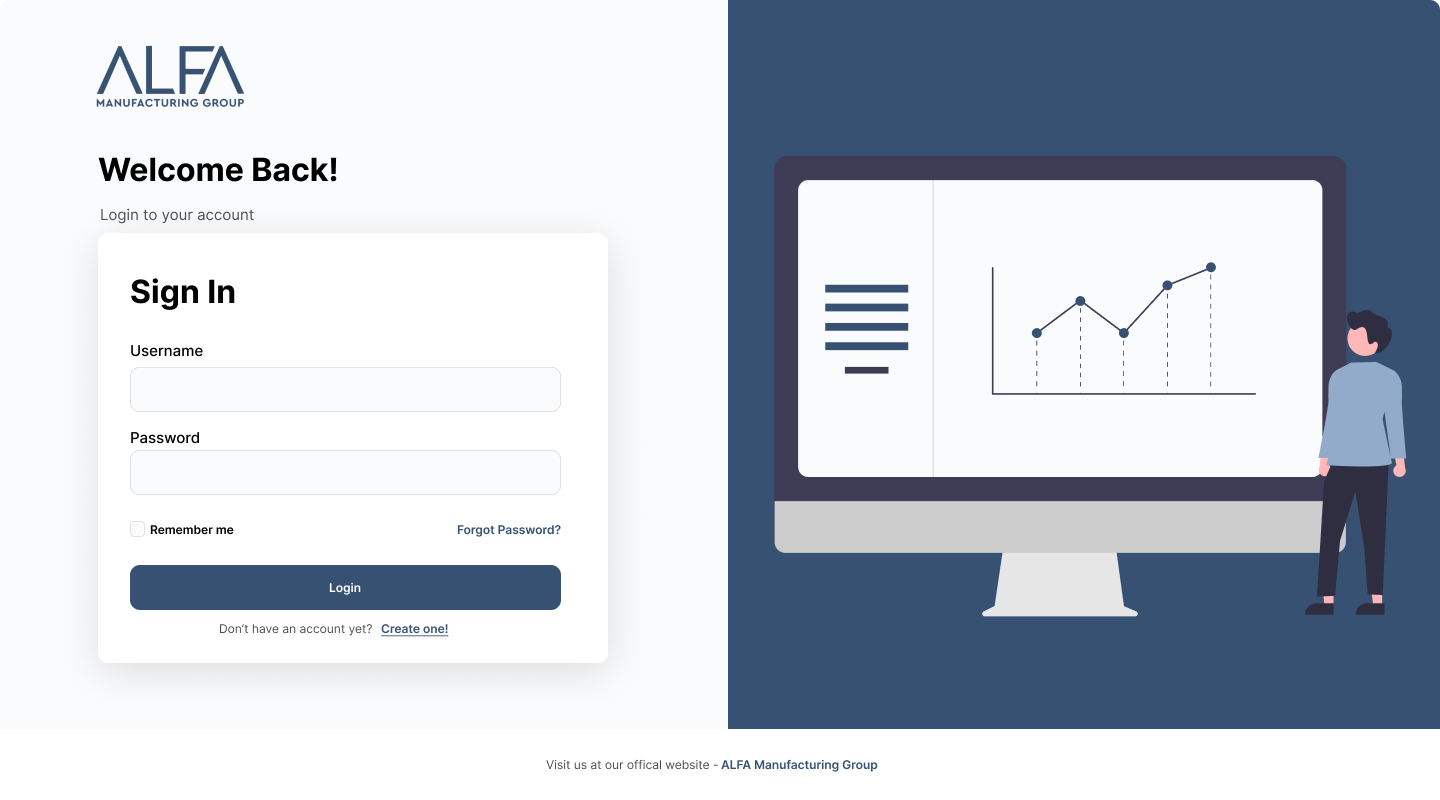 ALFA
MANUFACTURING GROUP
Welcome Back!
Login to your account
Sign In
Username
Password
Remember me
Forgot Password?
Login
Don’t have an account yet? Create one!
Visit us at our offical website - ALFA Manufacturing Group